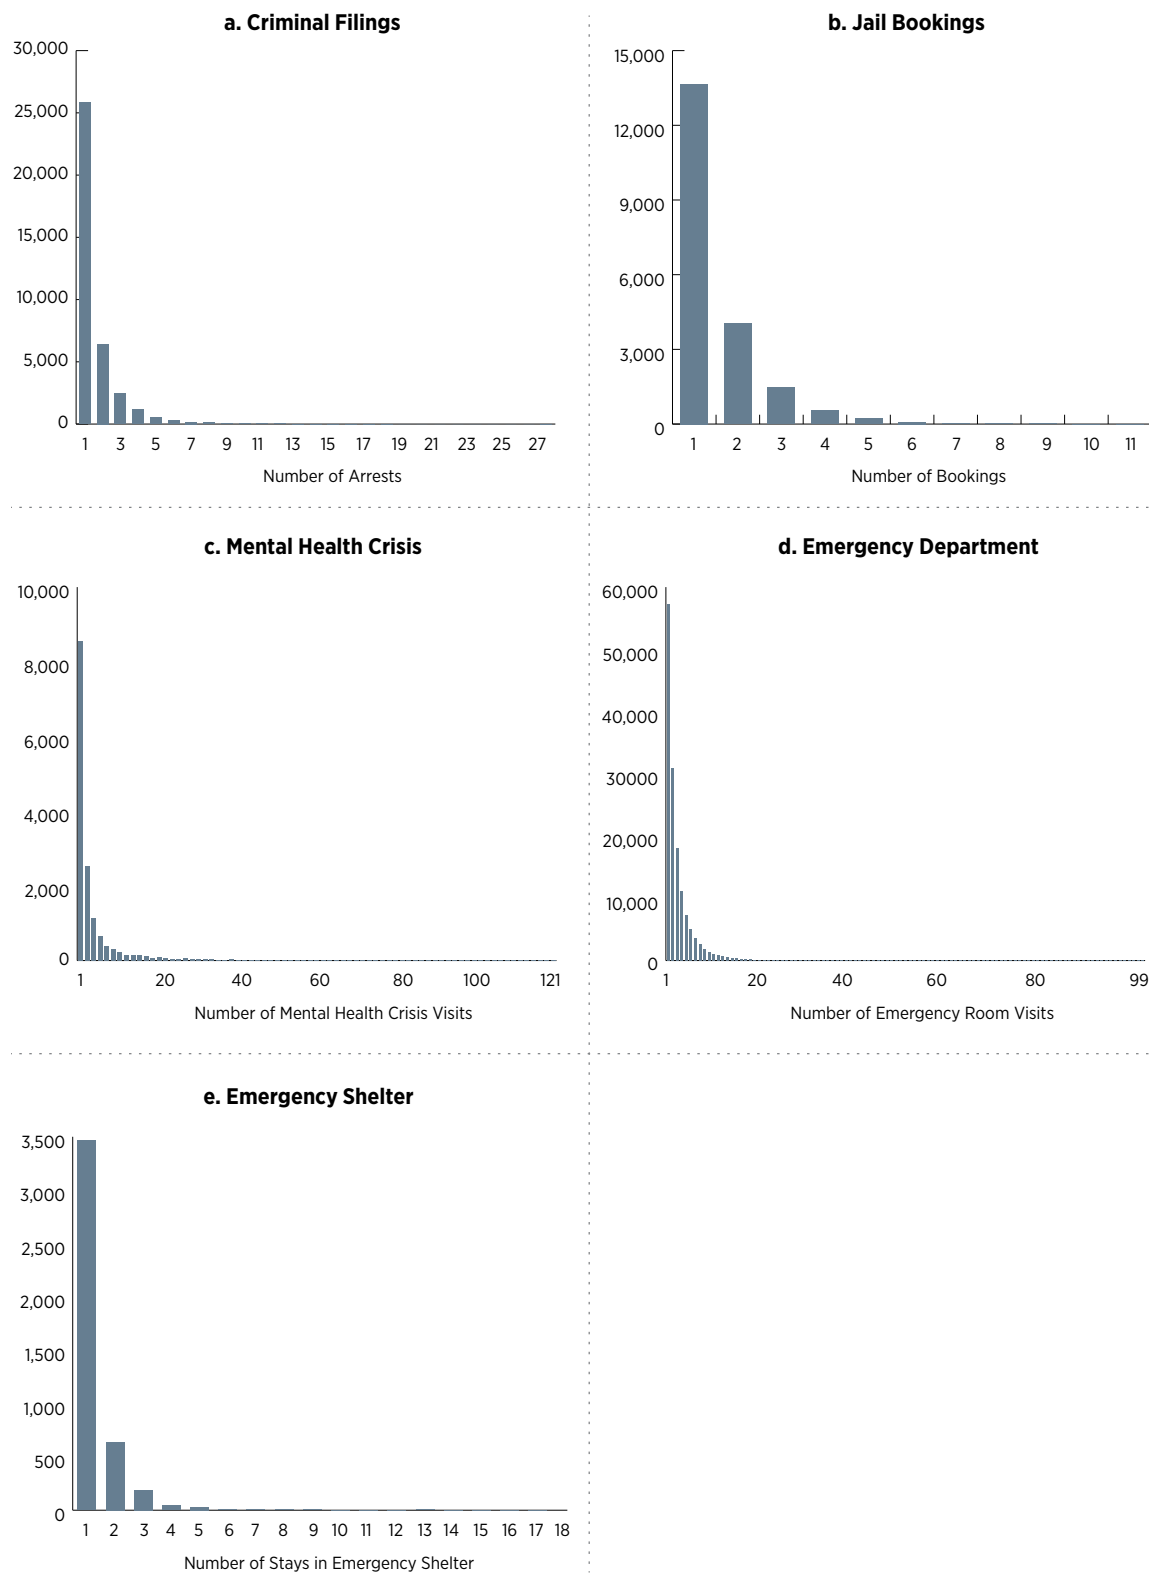 a. Criminal Filings
30,000
25,000
20,000
15,000
10,000
5,000
0
1 3 5 7 9 11 13 15 17 19 21 23 25 27
Number of Arrests
b. Jail Bookings
15,000
12,000
9,000
6,000
3,000
0
1 2 3 4 5 6 7 8 9 10 11
Number of Bookings
c. Mental Health Crisis
10,000
8,000
6,000
4,000
2,000
0
1 20 40 60 80 100 121
Number of Mental Health Crisis Visits
d. Emergency Department
60,000
50,000
40,000
30000
20,000
10,000
0
1 20 40 60 80 99
Number of Emergency Room Visits
e. Emergency Shelter
3,500
3,000
2,500
2,000
1,500
1,000
500
0
1 2 3 4 5 6 7 8 9 10 11 12 13 14 15 16 17 18
Number of Stays in Emergency Shelter